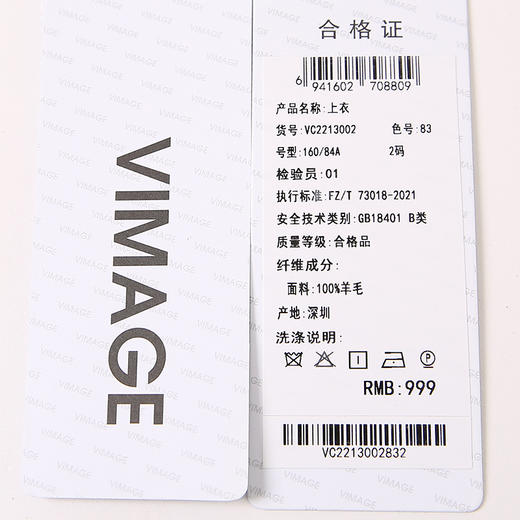 VIMAGE
合格证
6 941602 708809
产品名称:上衣
货号:VC2213002 色号:83
号型:160/84A 2码
检验员:01
执行标准:FZ/T 73018-2021
安全技术类别:GB18401 B类
质量等级:合格品
纤维成分:
面料:100%羊毛
产地:深圳
洗涤说明:
P
RMB:999
VC2213002832